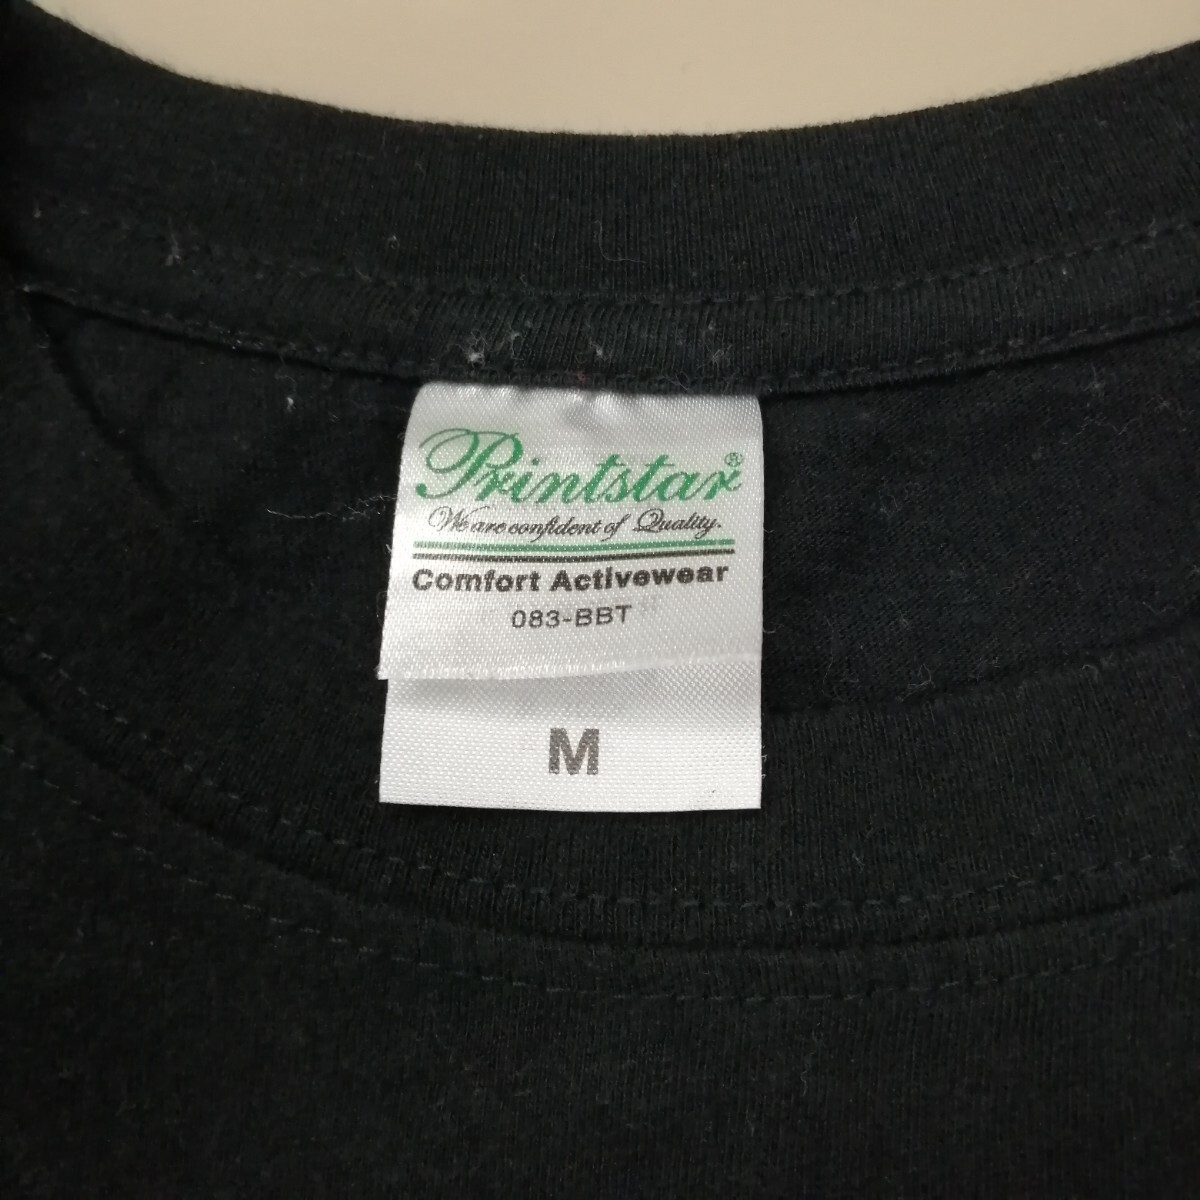 Printstar®
We are confident of Quality.
Comfort Activewear
083-BBT
M